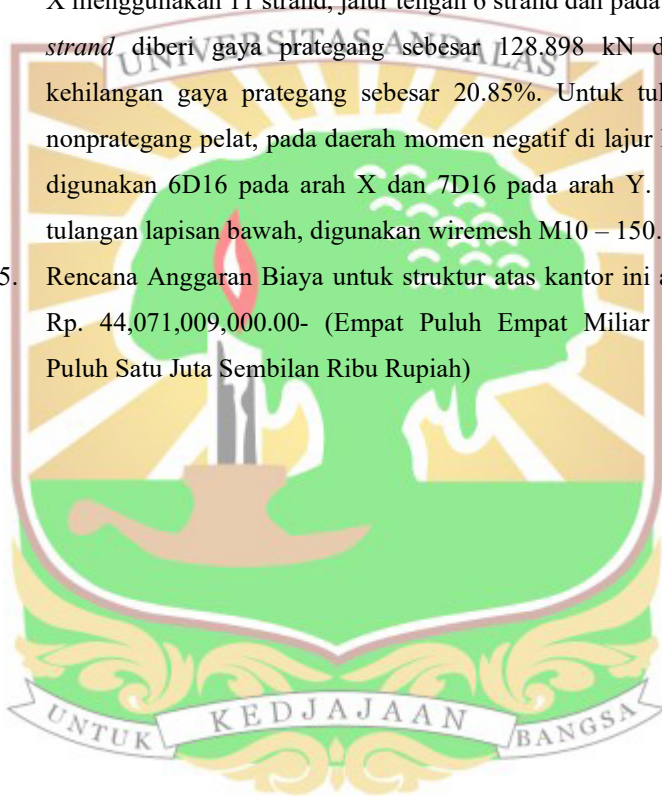 X menggunakan 11 strand, jalur tengah 6 strand dan pada
strand diberi gaya prategang sebesar 128.898 kN
kehilangan gaya prategang sebesar 20.85%. Untuk
nonprategang pelat, pada daerah momen negatif di lajur
digunakan 6D16 pada arah X dan 7D16 pada arah Y.
tulangan lapisan bawah, digunakan wiremesh M10 – 150.
5. Rencana Anggaran Biaya untuk struktur atas kantor ini
Rp. 44,071,009,000.00- (Empat Puluh Empat Miliar
Puluh Satu Juta Sembilan Ribu Rupiah)
UNIVERSITAS ANDALAS
UNTUK KEDJAJAAN BANGSA